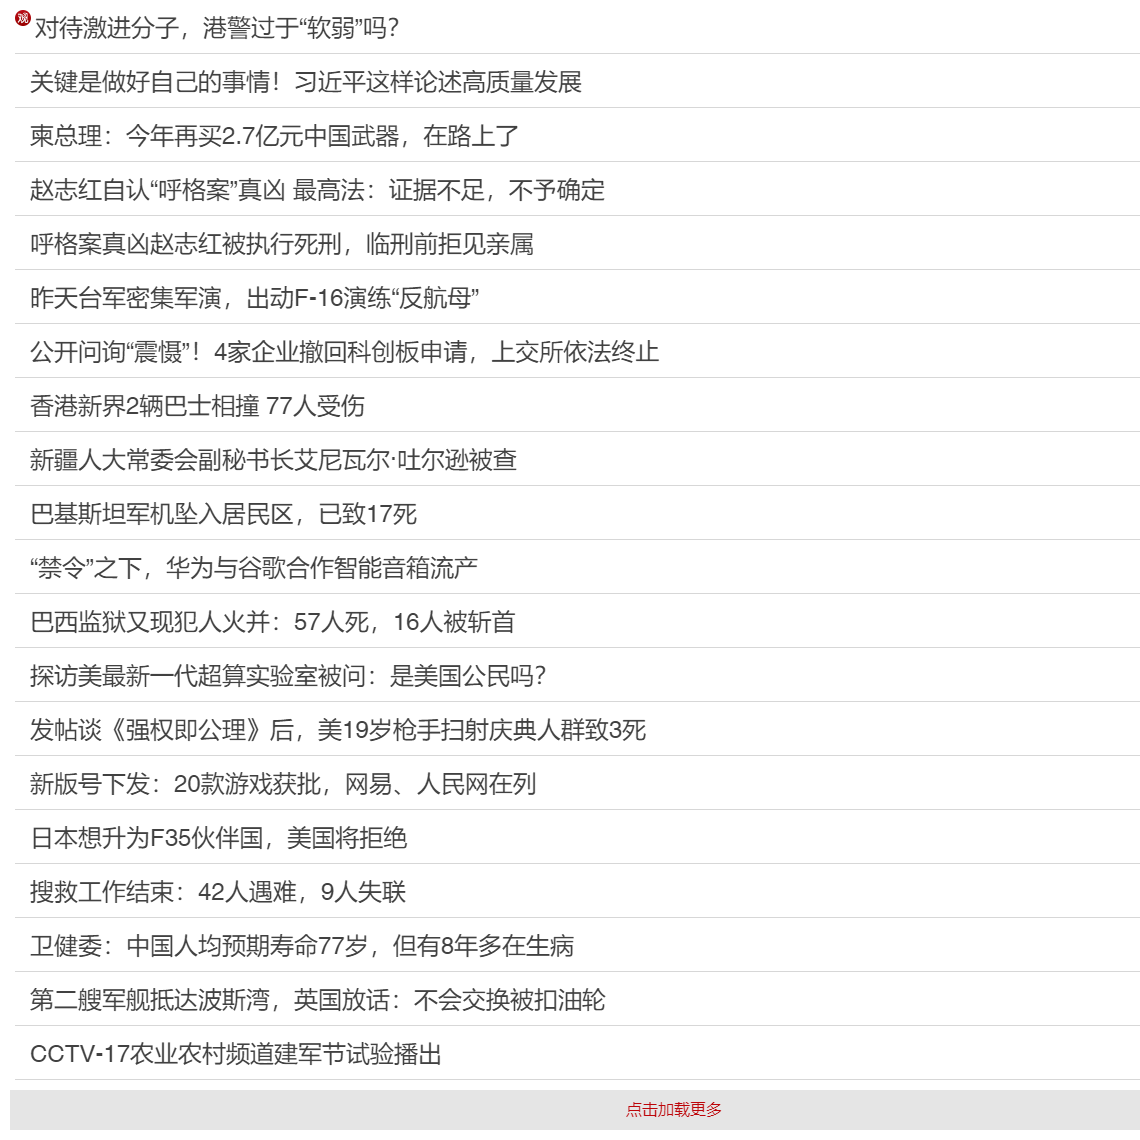 观
对待激进分子，港警过于“软弱”吗？
关键是做好自己的事情！习近平这样论述高质量发展
柬总理：今年再买2.7亿元中国武器，在路上了
赵志红自认“呼格案”真凶 最高法：证据不足，不予确定
呼格案真凶赵志红被执行死刑，临刑前拒见亲属
昨天台军密集军演，出动F-16演练“反航母”
公开问询“震慑”！4家企业撤回科创板申请，上交所依法终止
香港新界2辆巴士相撞 77人受伤
新疆人大常委会副秘书长艾尼瓦尔·吐尔逊被查
巴基斯坦军机坠入居民区，已致17死
“禁令”之下，华为与谷歌合作智能音箱流产
巴西监狱又现犯人火并：57人死，16人被斩首
探访美最新一代超算实验室被问：是美国公民吗？
发帖谈《强权即公理》后，美19岁枪手扫射庆典人群致3死
新版号下发：20款游戏获批，网易、人民网在列
日本想升为F35伙伴国，美国将拒绝
搜救工作结束：42人遇难，9人失联
卫健委：中国人均预期寿命77岁，但有8年多在生病
第二艘军舰抵达波斯湾，英国放话：不会交换被扣油轮
CCTV-17农业农村频道建军节试验播出
点击加载更多